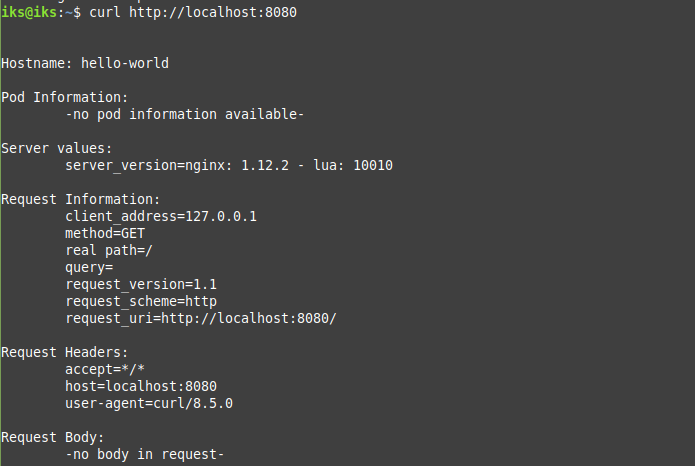 iks@iks:~$ curl http://localhost:8080
Hostname: hello-world
Pod Information:
-no pod information available-
Server values:
server_version=nginx: 1.12.2 - lua: 10010
Request Information:
client_address=127.0.0.1
method=GET
real path=/
query=
request_version=1.1
request_scheme=http
request_uri=http://localhost:8080/
Request Headers:
accept=*/*
host=localhost:8080
user-agent=curl/8.5.0
Request Body:
-no body in request-